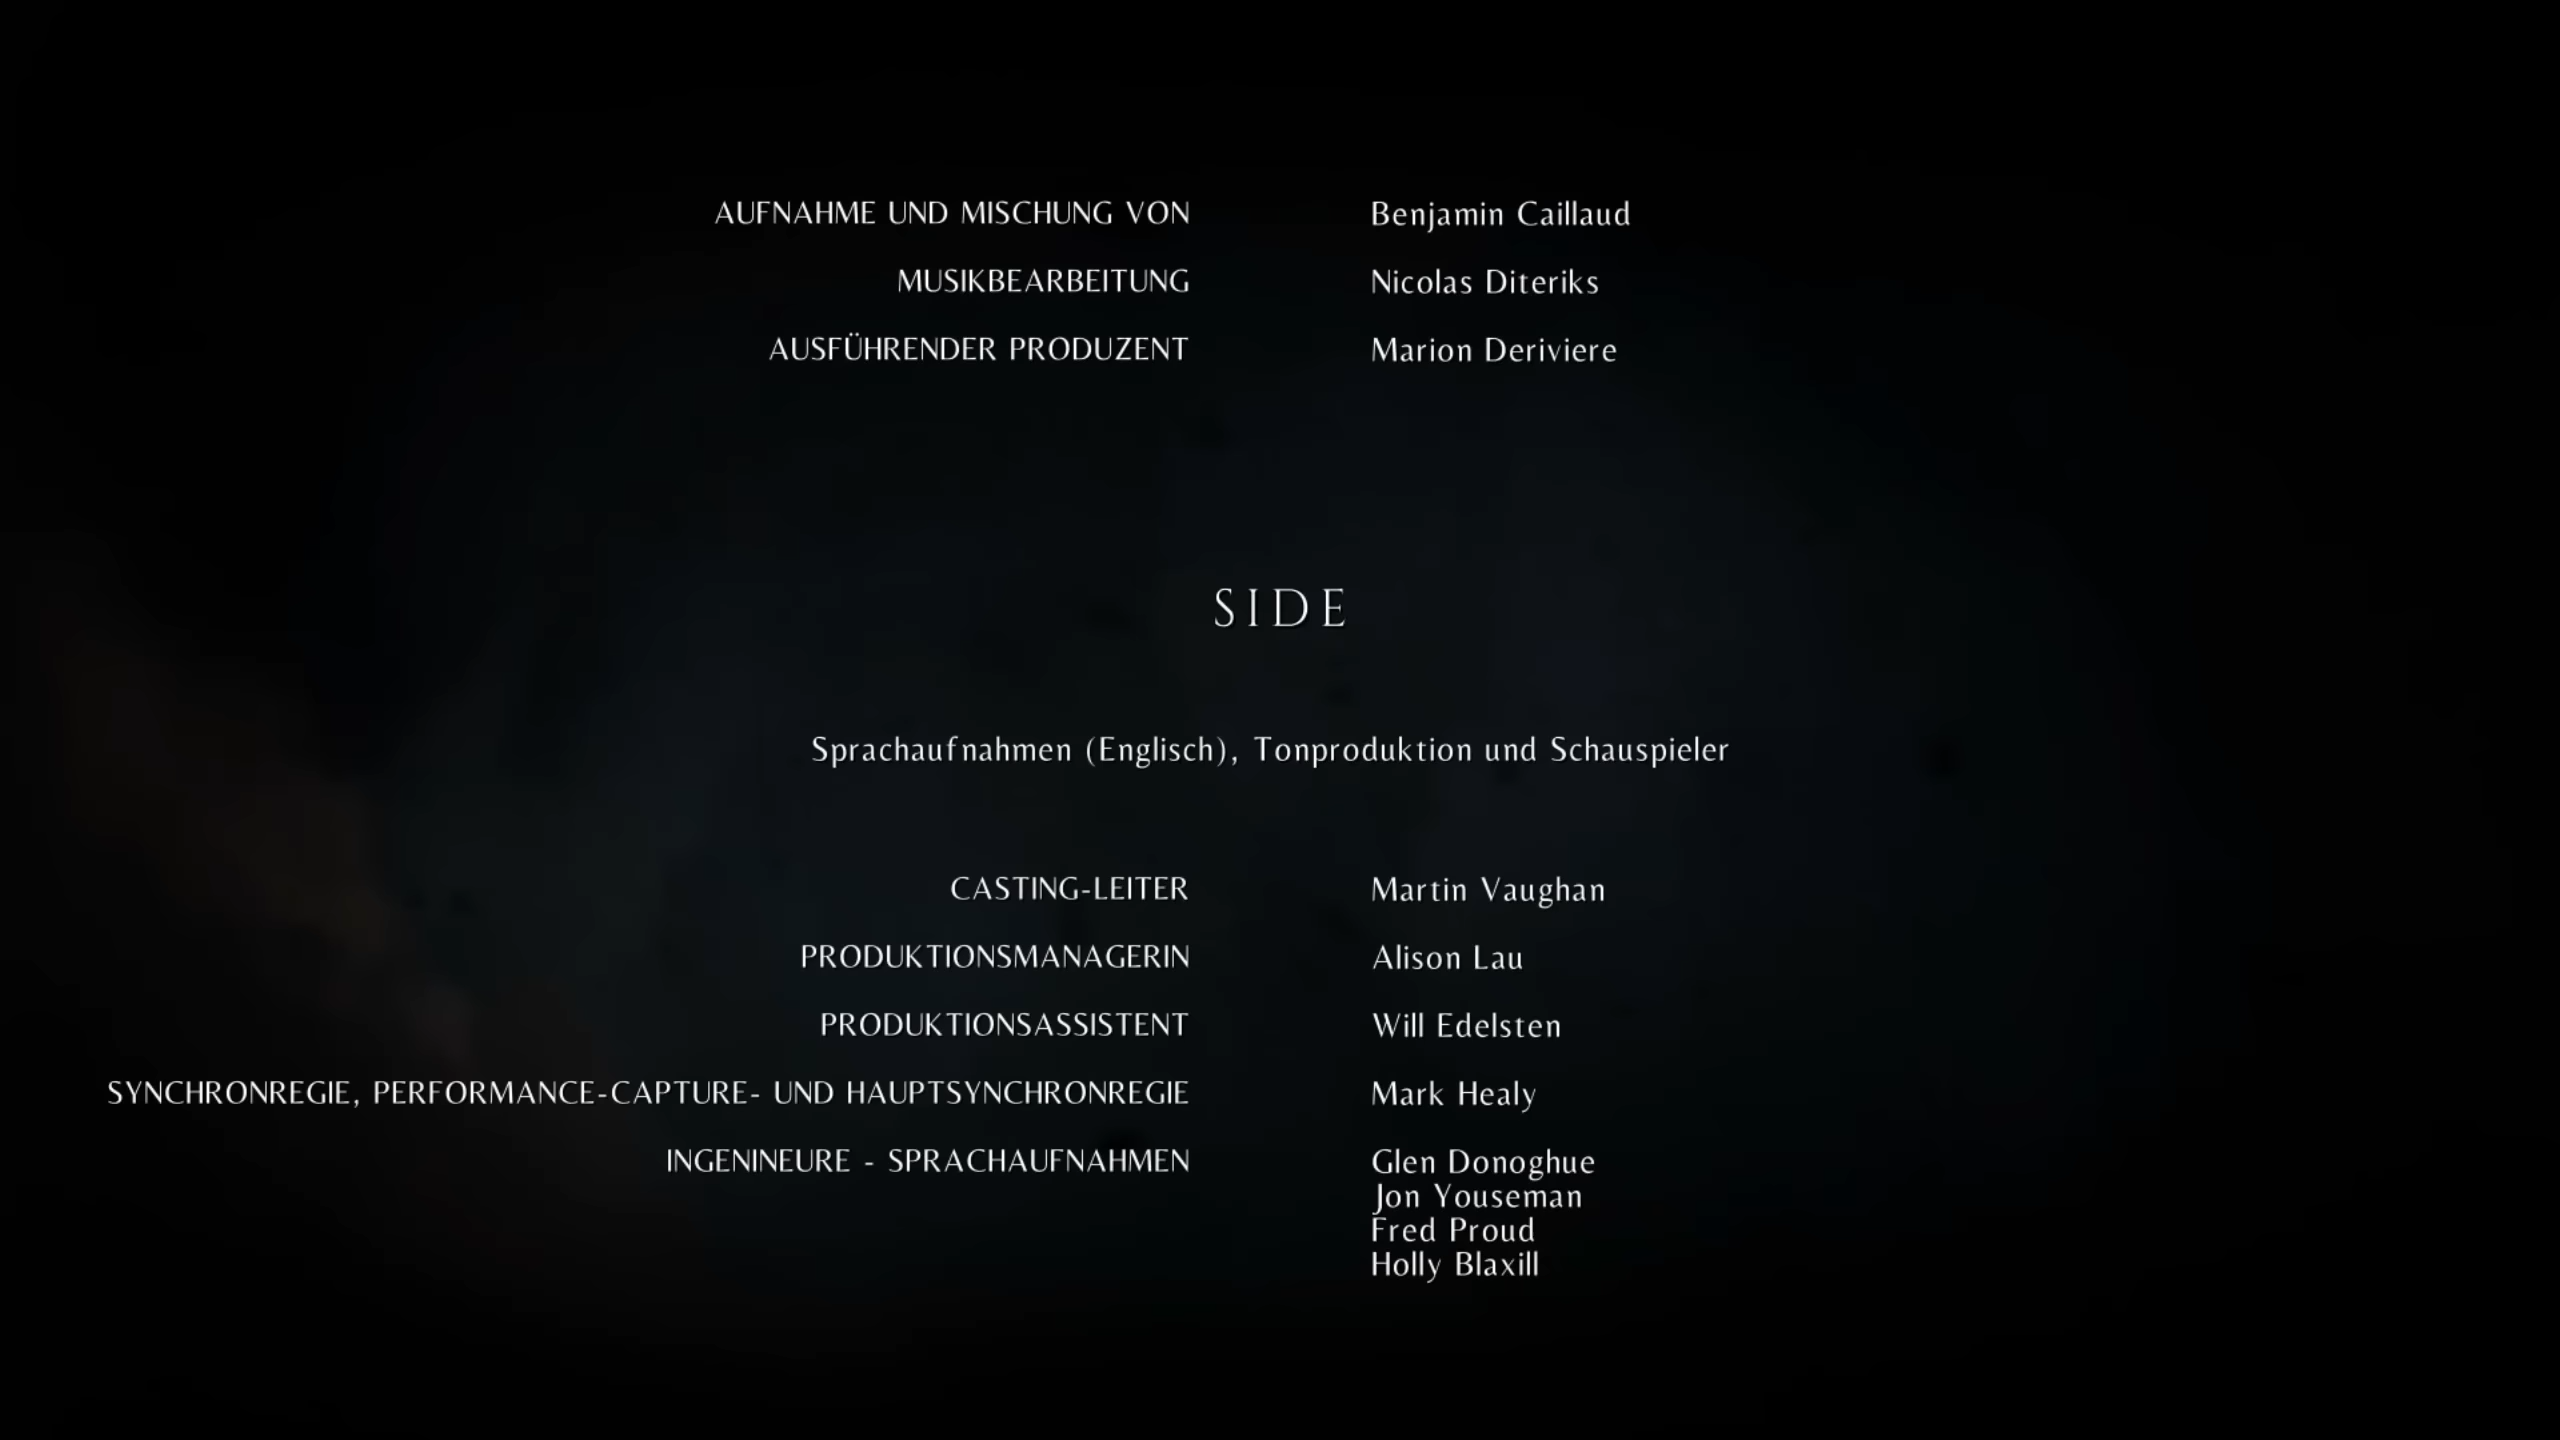 AUFNAHME UND MISCHUNG VON Benjamin Caillaud
MUSIKBEARBEITUNG Nicolas Diteriks
AUSFÜHRENDER PRODUZENT Marion Deriviere
SIDE
Sprachaufnahmen (Englisch), Tonproduktion und Schauspieler
CASTING-LEITER Martin Vaughan
PRODUKTIONSMANAGERIN Alison Lau
PRODUKTIONSASSISTENT Will Edelsten
SYNCHRONREGIE, PERFORMANCE-CAPTURE- UND HAUPTSYNCHRONREGIE Mark Healy
INGENINEURE - SPRACHAUFNAHMEN Glen Donoghue
Jon Youseman
Fred Proud
Holly Blaxill